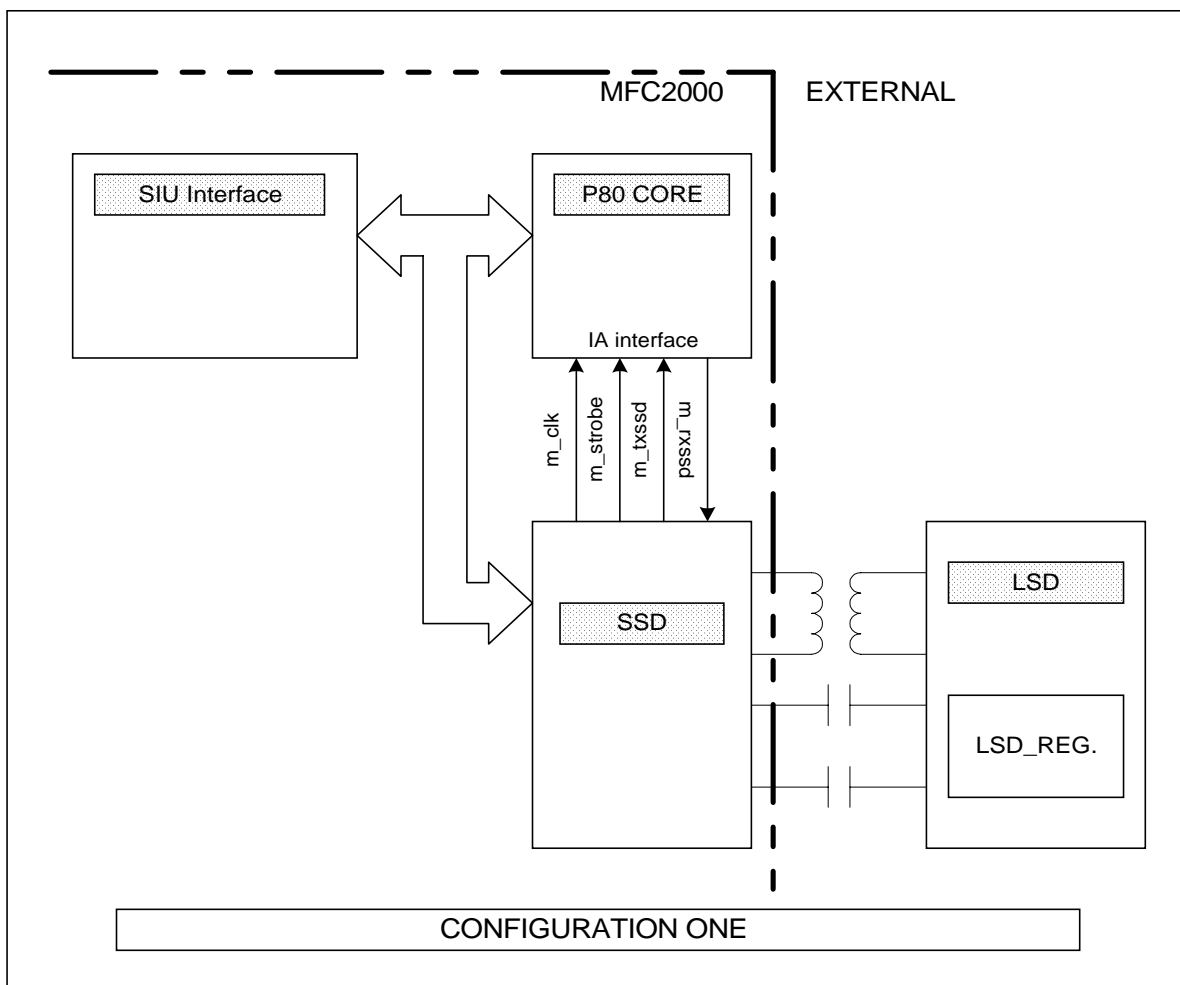 MFC2000
EXTERNAL
SIU Interface
P80 CORE
IA interface
m_clk
m_strobe
m_txssd
m_rxssd
SSD
LSD
LSD_REG.
CONFIGURATION ONE